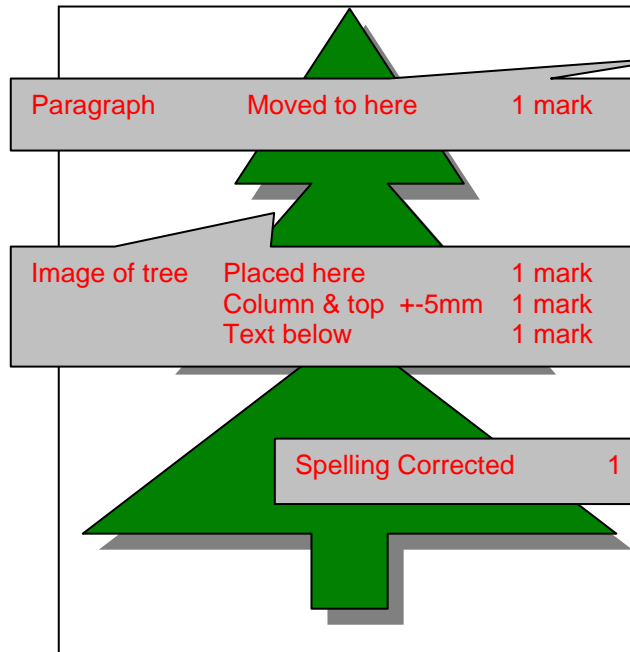 Paragraph Moved to here 1 mark
Image of tree Placed here 1 mark
Column & top +-5mm 1 mark
Text below 1 mark
Spelling Corrected 1